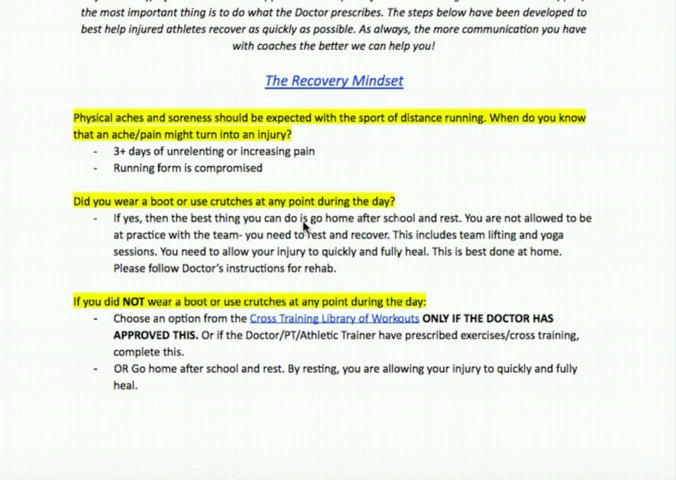 the most important thing is to do what the Doctor prescribes. The steps below have been developed to
best help injured athletes recover as quickly as possible. As always, the more communication you have
with coaches the better we can help you!
The Recovery Mindset
Physical aches and soreness should be expected with the sport of distance running. When do you know
that an ache/pain might turn into an injury?
- 3+ days of unrelenting or increasing pain
- Running form is compromised
Did you wear a boot or use crutches at any point during the day?
- If yes, then the best thing you can do is go home after school and rest. You are not allowed to be
at practice with the team- you need to rest and recover. This includes team lifting and yoga
sessions. You need to allow your injury to quickly and fully heal. This is best done at home.
Please follow Doctor's instructions for rehab.
If you did NOT wear a boot or use crutches at any point during the day:
- Choose an option from the Cross Training Library of Workouts ONLY IF THE DOCTOR HAS
APPROVED THIS. Or if the Doctor/PT/Athletic Trainer have prescribed exercises/cross training,
complete this.
- OR Go home after school and rest. By resting, you are allowing your injury to quickly and fully
heal.